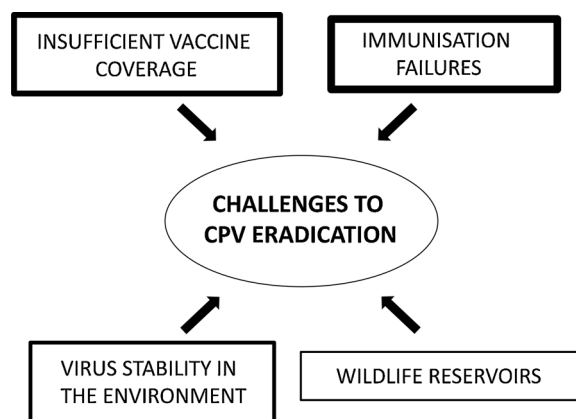 INSUFFICIENT VACCINE
COVERAGE
IMMUNISATION
FAILURES
CHALLENGES TO
CPV ERADICATION
VIRUS STABILITY IN
THE ENVIRONMENT
WILDLIFE RESERVOIRS